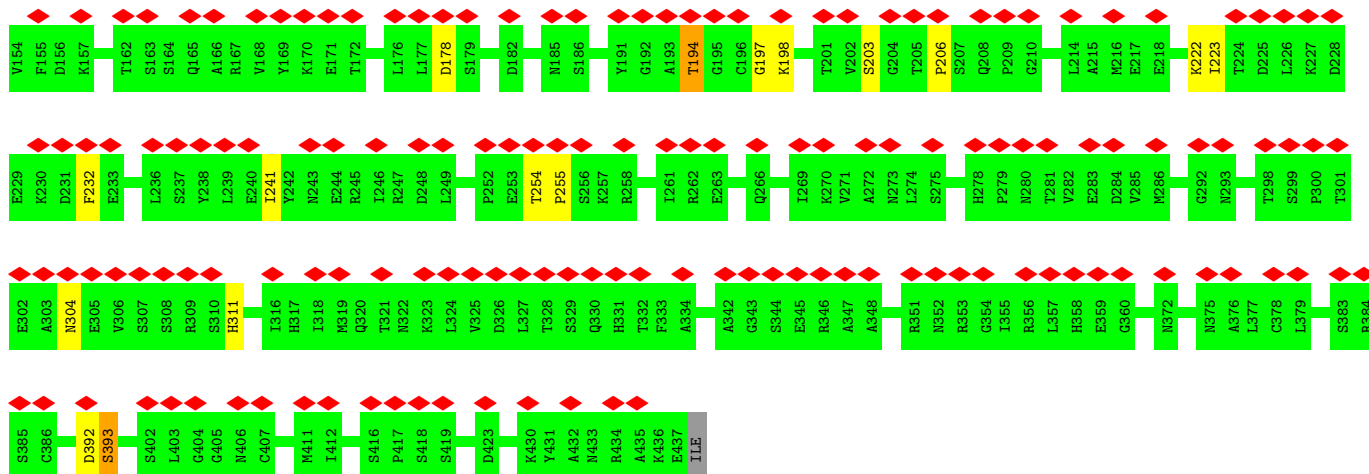 V154 F155 D156 K157 T162 S163 S164 Q165 A166 R167 V168 Y169 K170 E171 T172 L176 L177 D178 S179 D182 N185 S186 Y191 G192 A193 T194 G195 C196 G197 K198 T201 V202 S203 G204 T205 P206 S207 Q208 P209 G210 L214 A215 M216 E217 E218 K222 I223 T224 D225 L226 K227 D228
E229 K230 D231 F232 E233 L236 S237 Y238 L239 E240 I241 Y242 N243 E244 R245 I246 R247 D248 L249 P252 E253 T254 P255 S256 K257 R258 I261 R262 E263 Q266 I269 K270 V271 A272 N273 L274 S275 H278 P279 N280 T281 V282 E283 D284 V285 M286 G292 N293 T298 S299 P300 T301
E302 A303 N304 E305 V306 S307 S308 R309 S310 H311 I316 H317 I318 M319 Q320 T321 N322 K323 L324 V325 D326 L327 T328 S329 Q330 H331 T332 F333 A334 A342 G343 S344 E345 R346 A347 A348 R351 N352 R353 G354 I355 R356 L357 H358 E359 G360 N372 N375 A376 L377 C378 L379 S383 R384
S385 C386 D392 S393 S402 L403 G404 G405 N406 C407 M411 I412 S416 P417 S418 S419 D423 K430 Y431 A432 N433 R434 A435 K436 E437 ILE